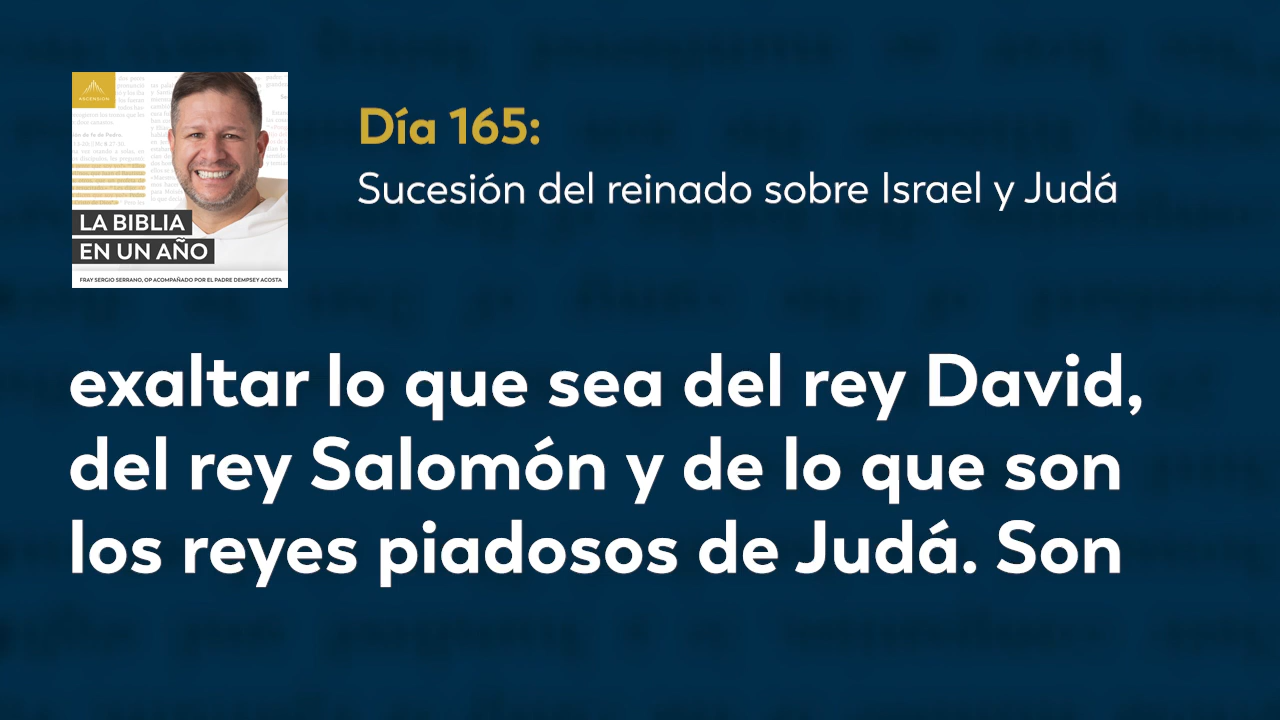 ASCENSION
LA BIBLIA
EN UN AÑO
FRAY SERGIO SERRANO, OP ACOMPAÑADO POR EL PADRE DEMPSEY ACOSTA
Día 165:
Sucesión del reinado sobre Israel y Judá
exaltar lo que sea del rey David,
del rey Salomón y de lo que son
los reyes piadosos de Judá. Son